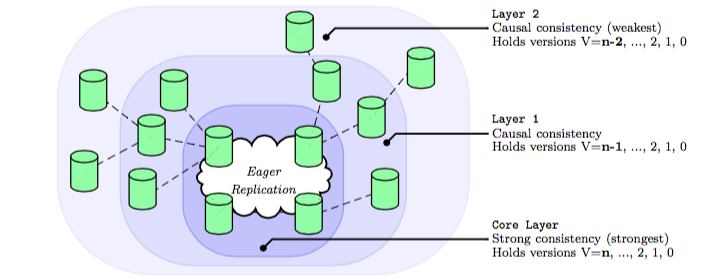 Layer 2
Causal consistency (weakest)
Holds versions V=n-2, ..., 2, 1, 0
Layer 1
Causal consistency
Holds versions V=n-1, ..., 2, 1, 0
Eager
Replication
Core Layer
Strong consistency (strongest)
Holds versions V=n, ..., 2, 1, 0